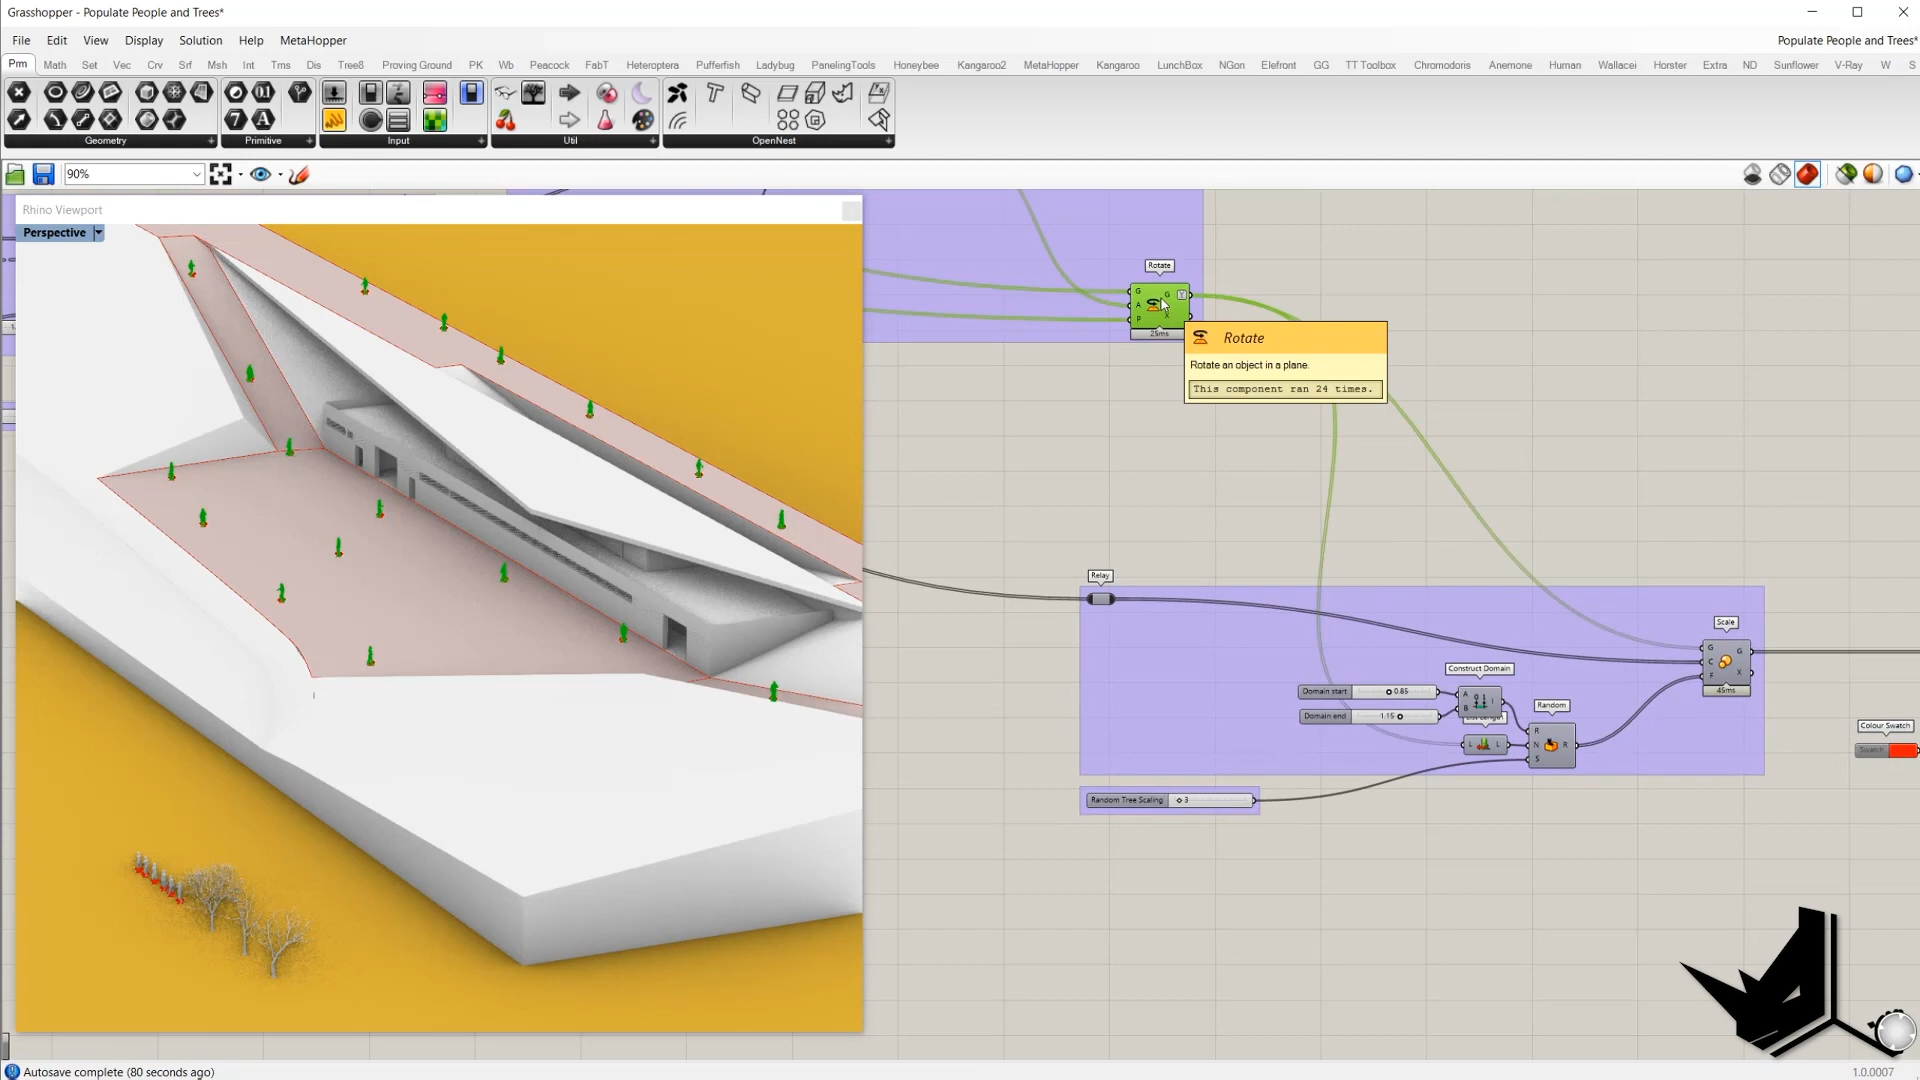 Grasshopper - Populate People and Trees*
File Edit View Display Solution Help MetaHopper
Populate People and Trees*
Prm Math Set Vec Crv Srf Msh Int Trns Dis Tree8 Proving Ground PK Wb Peacock FabT Heteroptera Pufferfish Ladybug PanelingTools Honeybee Kangaroo2 MetaHopper Kangaroo LunchBox NGon Elefront GG TT Toolbox Chromodoris Anemone Human Wallacei Horster Extra ND Sunflower V-Ray W S
Geometry Primitive Input Util OpenNest
90%
Rhino Viewport
Perspective
Rotate
G G
A
P X
25ms
Rotate
Rotate an object in a plane.
This component ran 24 times.
Relay
Scale
G G
C
F X
45ms
Construct Domain
Domain start 0.85
A I
Domain end 1.15
B
Random
R
L L
N R
S
Colour Swatch
Swatch
Random Tree Scaling 3
Autosave complete (80 seconds ago)
1.0.0007